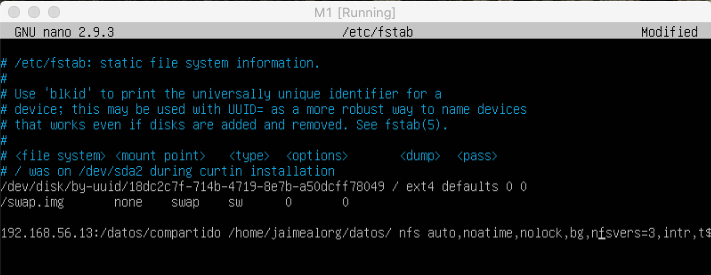 M1 [Running]
GNU nano 2.9.3 /etc/fstab Modified
# /etc/fstab: static file system information.
#
# Use 'blkid' to print the universally unique identifier for a
# device; this may be used with UUID= as a more robust way to name devices
# that works even if disks are added and removed. See fstab(5).
#
# <file system> <mount point> <type> <options> <dump> <pass>
# / was on /dev/sda2 during curtin installation
/dev/disk/by-uuid/18dc2c7f-714b-4719-8e7b-a50dcff78049 / ext4 defaults 0 0
/swap.img none swap sw 0 0
192.168.56.13:/datos/compartido /home/jaimealorg/datos/ nfs auto,noatime,nolock,bg,nfsvers=3,intr,t$